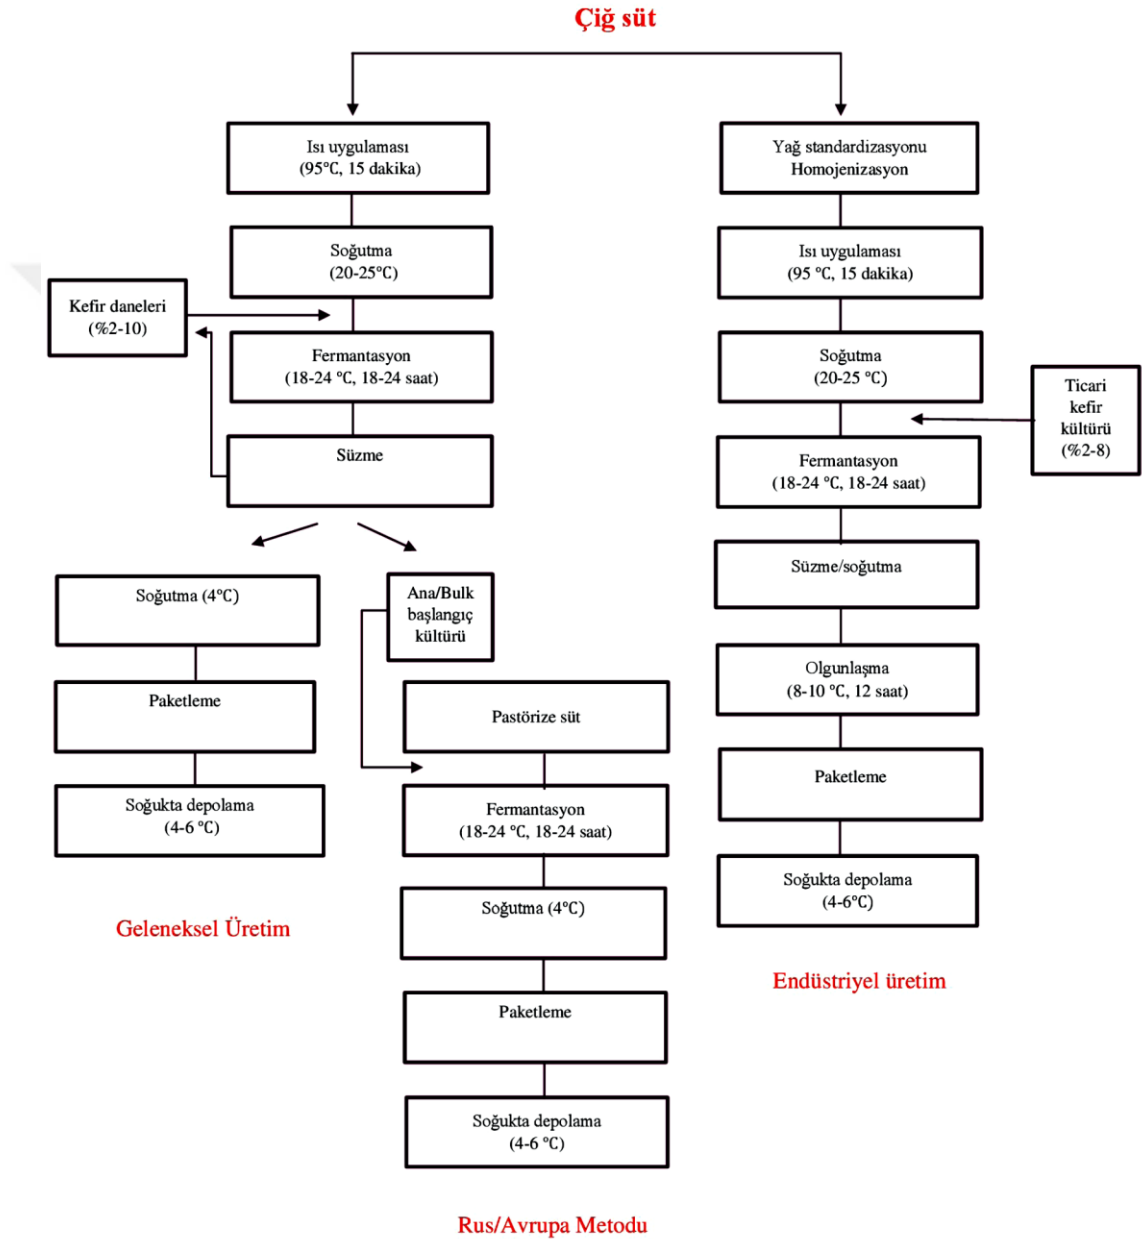 Çiğ süt
Isı uygulaması
(95°C, 15 dakika)
Soğutma
(20-25°C)
Kefir daneleri
(%2-10)
Fermantasyon
(18-24 °C, 18-24 saat)
Süzme
Soğutma (4°C)
Paketleme
Soğukta depolama
(4-6 °C)
Geleneksel Üretim
Ana/Bulk
başlangıç
kültürü
Pastörize süt
Fermantasyon
(18-24 °C, 18-24 saat)
Soğutma (4°C)
Paketleme
Soğukta depolama
(4-6 °C)
Rus/Avrupa Metodu
Yağ standardizasyonu
Homojenizasyon
Isı uygulaması
(95 °C, 15 dakika)
Soğutma
(20-25 °C)
Ticari
kefir
kültürü
(%2-8)
Fermantasyon
(18-24 °C, 18-24 saat)
Süzme/soğutma
Olgunlaşma
(8-10 °C, 12 saat)
Paketleme
Soğukta depolama
(4-6°C)
Endüstriyel üretim